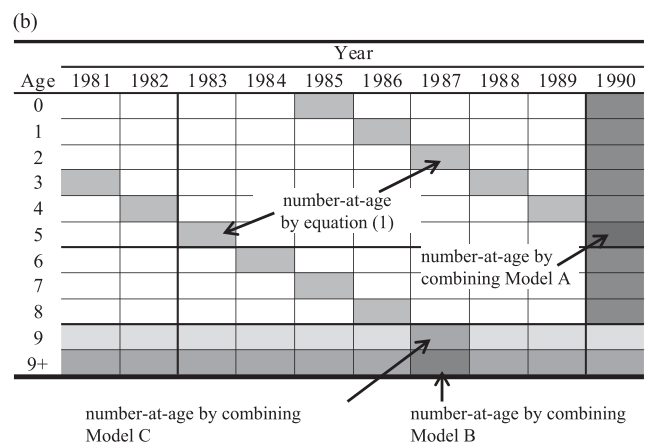 (b)
Year
Age 1981 1982 1983 1984 1985 1986 1987 1988 1989 1990
0
1
2
3
4
5
6
7
8
9
9+
number-at-age
by equation (1)
number-at-age by
combining Model A
number-at-age by combining
Model C
number-at-age by combining
Model B